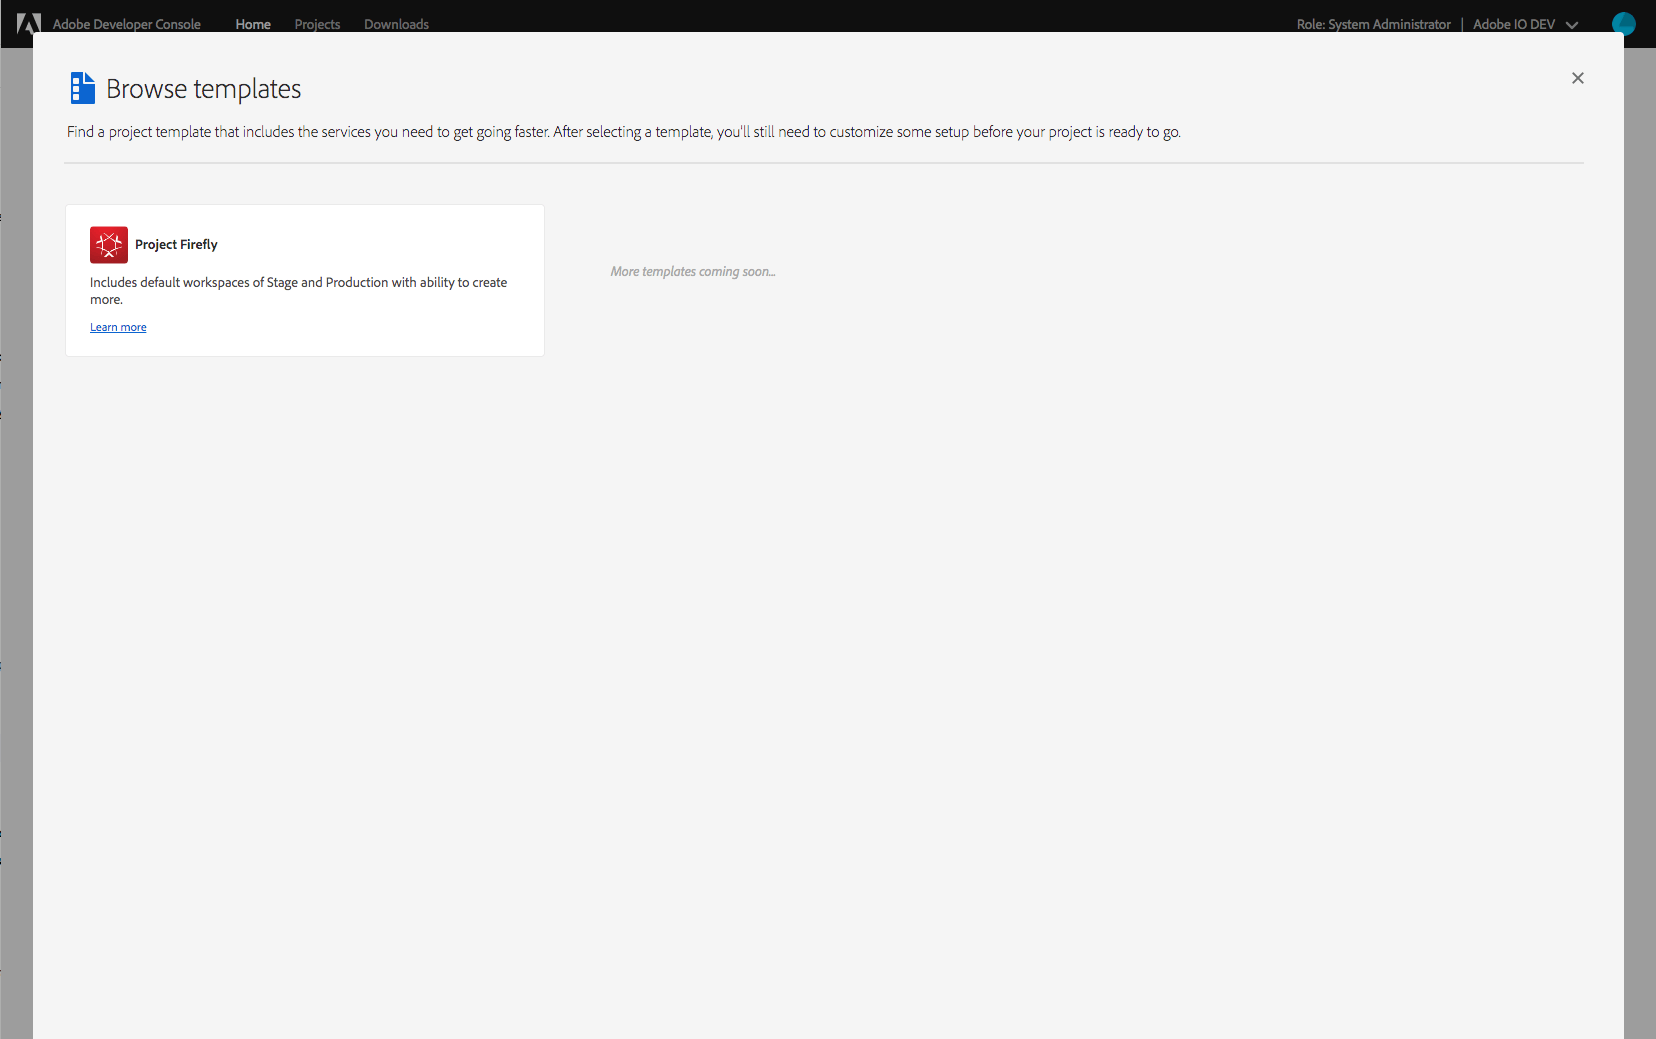 Adobe Developer Console Home Projects Downloads Role: System Administrator | Adobe IO DEV
Browse templates
Find a project template that includes the services you need to get going faster. After selecting a template, you'll still need to customize some setup before your project is ready to go.
Project Firefly
Includes default workspaces of Stage and Production with ability to create
more.
Learn more
More templates coming soon...